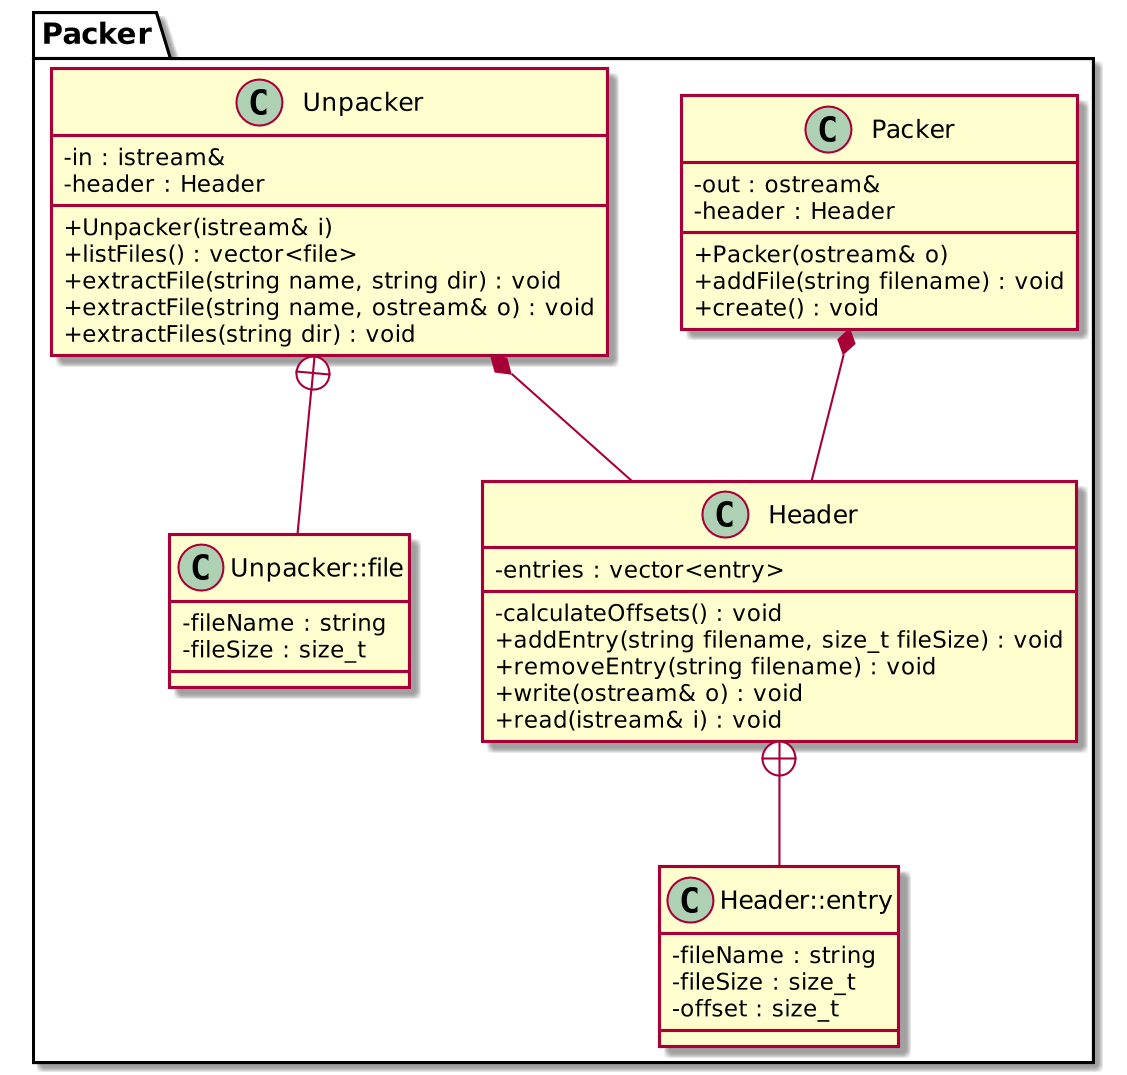 Packer
C Unpacker
-in : istream&
-header : Header
+Unpacker(istream& i)
+listFiles() : vector<file>
+extractFile(string name, string dir) : void
+extractFile(string name, ostream& o) : void
+extractFiles(string dir) : void
C Packer
-out : ostream&
-header : Header
+Packer(ostream& o)
+addFile(string filename) : void
+create() : void
C Unpacker::file
-fileName : string
-fileSize : size_t
C Header
-entries : vector<entry>
-calculateOffsets() : void
+addEntry(string filename, size_t fileSize) : void
+removeEntry(string filename) : void
+write(ostream& o) : void
+read(istream& i) : void
C Header::entry
-fileName : string
-fileSize : size_t
-offset : size_t